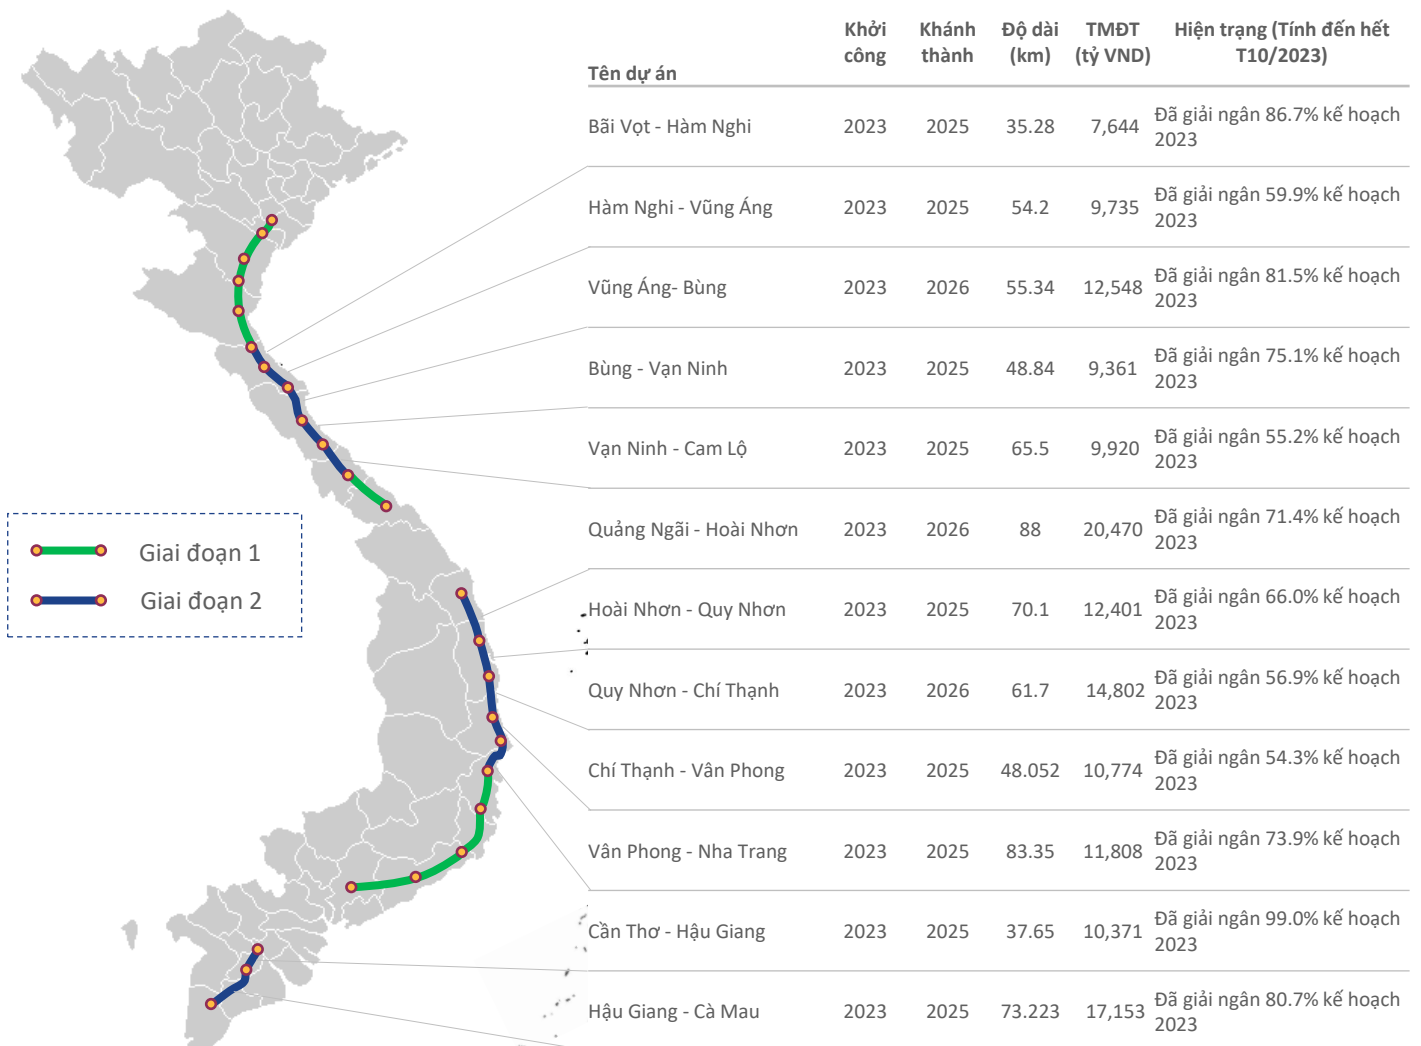 Khởi công
Khánh thành
Độ dài (km)
TMĐT (tỷ VND)
Hiện trạng (Tính đến hết T10/2023)
Tên dự án
Bãi Vọt - Hàm Nghi 2023 2025 35.28 7,644 Đã giải ngân 86.7% kế hoạch 2023
Hàm Nghi - Vũng Áng 2023 2025 54.2 9,735 Đã giải ngân 59.9% kế hoạch 2023
Vũng Áng- Bùng 2023 2026 55.34 12,548 Đã giải ngân 81.5% kế hoạch 2023
Bùng - Vạn Ninh 2023 2025 48.84 9,361 Đã giải ngân 75.1% kế hoạch 2023
Vạn Ninh - Cam Lộ 2023 2025 65.5 9,920 Đã giải ngân 55.2% kế hoạch 2023
Quảng Ngãi - Hoài Nhơn 2023 2026 88 20,470 Đã giải ngân 71.4% kế hoạch 2023
Hoài Nhơn - Quy Nhơn 2023 2025 70.1 12,401 Đã giải ngân 66.0% kế hoạch 2023
Quy Nhơn - Chí Thạnh 2023 2026 61.7 14,802 Đã giải ngân 56.9% kế hoạch 2023
Chí Thạnh - Vân Phong 2023 2025 48.052 10,774 Đã giải ngân 54.3% kế hoạch 2023
Vân Phong - Nha Trang 2023 2025 83.35 11,808 Đã giải ngân 73.9% kế hoạch 2023
Cần Thơ - Hậu Giang 2023 2025 37.65 10,371 Đã giải ngân 99.0% kế hoạch 2023
Hậu Giang - Cà Mau 2023 2025 73.223 17,153 Đã giải ngân 80.7% kế hoạch 2023
Giai đoạn 1
Giai đoạn 2